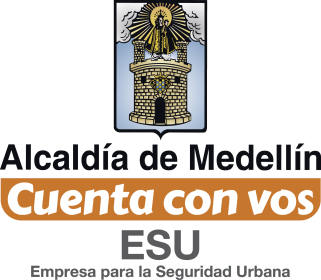 Alcaldía de Medellín
Cuenta con vos
ESU
Empresa para la Seguridad Urbana